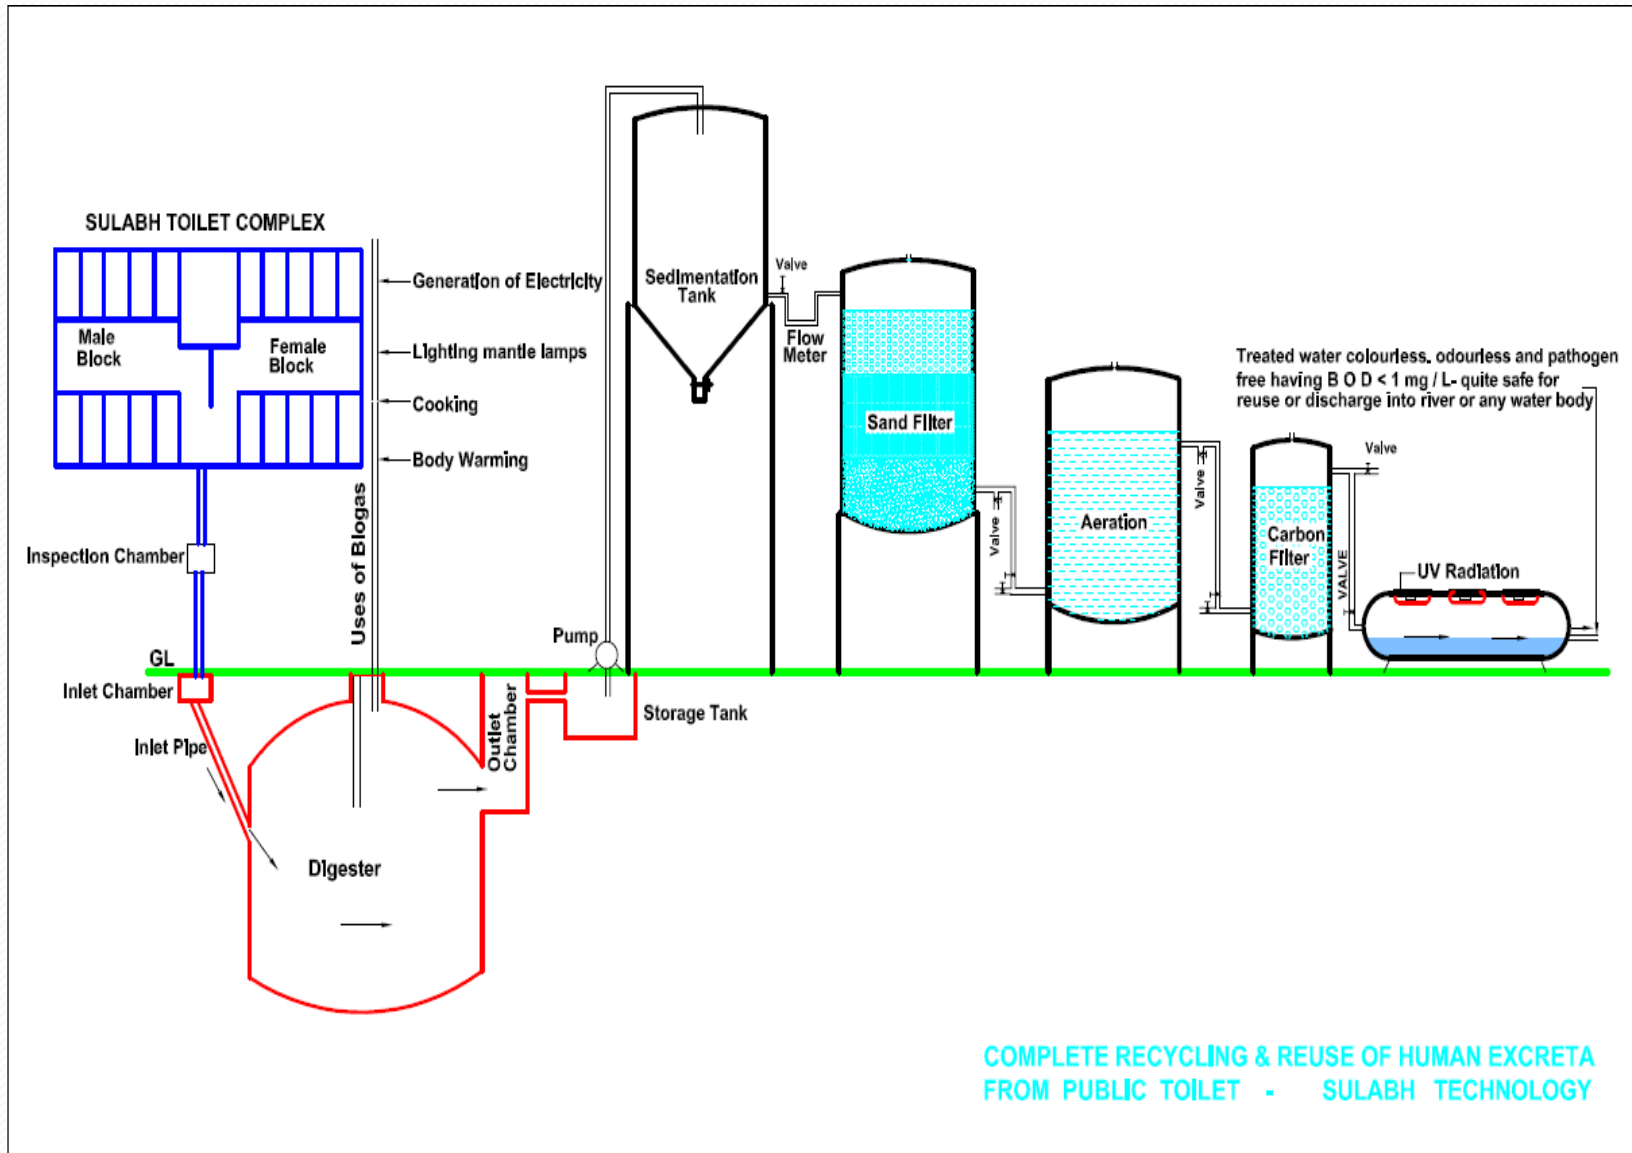 SULABH TOILET COMPLEX
Male
Block
Female
Block
Generation of Electricity
Lighting mantle lamps
Cooking
Body Warming
Uses of Biogas
Inspection Chamber
GL
Inlet Chamber
Inlet Pipe
Digester
Outlet
Chamber
Storage Tank
Pump
Sedimentation
Tank
Valve
Flow
Meter
Sand Filter
Valve
Aeration
Valve
Carbon
Filter
Valve
VALVE
UV Radiation
Treated water colourless. odourless and pathogen
free having B O D < 1 mg / L- quite safe for
reuse or discharge into river or any water body
COMPLETE RECYCLING & REUSE OF HUMAN EXCRETA
FROM PUBLIC TOILET - SULABH TECHNOLOGY